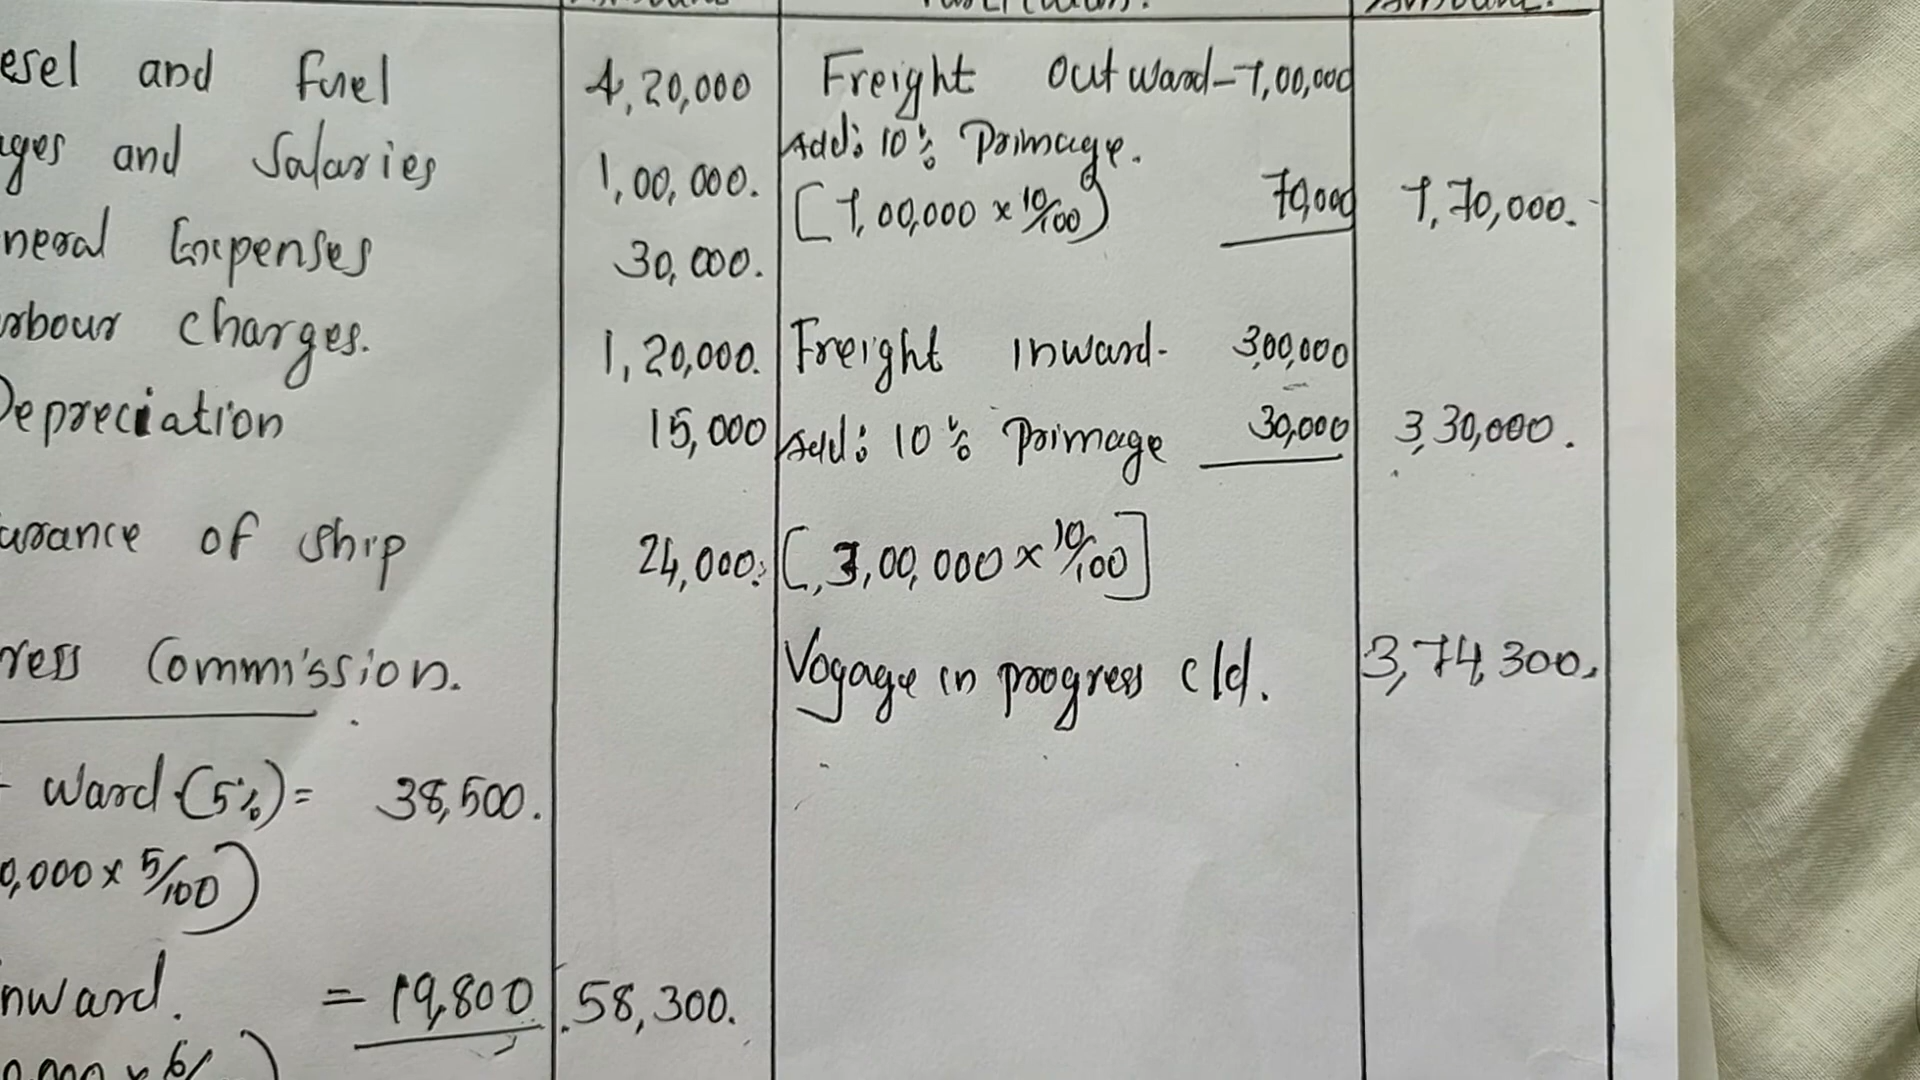 esel and fuel 4,20,000 Freight Outward - 7,00,000
Add: 10% Primage.
ages and Salaries 1,00,000. [7,00,000 x 10/100) 70,000 7,70,000.
neral Expenses 30,000.
rbour charges. 1,20,000. Freight inward - 3,00,000
Depreciation 15,000 Add: 10% Primage 30,000 3,30,000.
urance of ship 24,000. [3,00,000 x 10/100]
ress Commission. Voyage in progress c/d. 3,74,300.
ward (5%) = 38,500.
0,000 x 5/100)
nward. = 19,800 58,300.